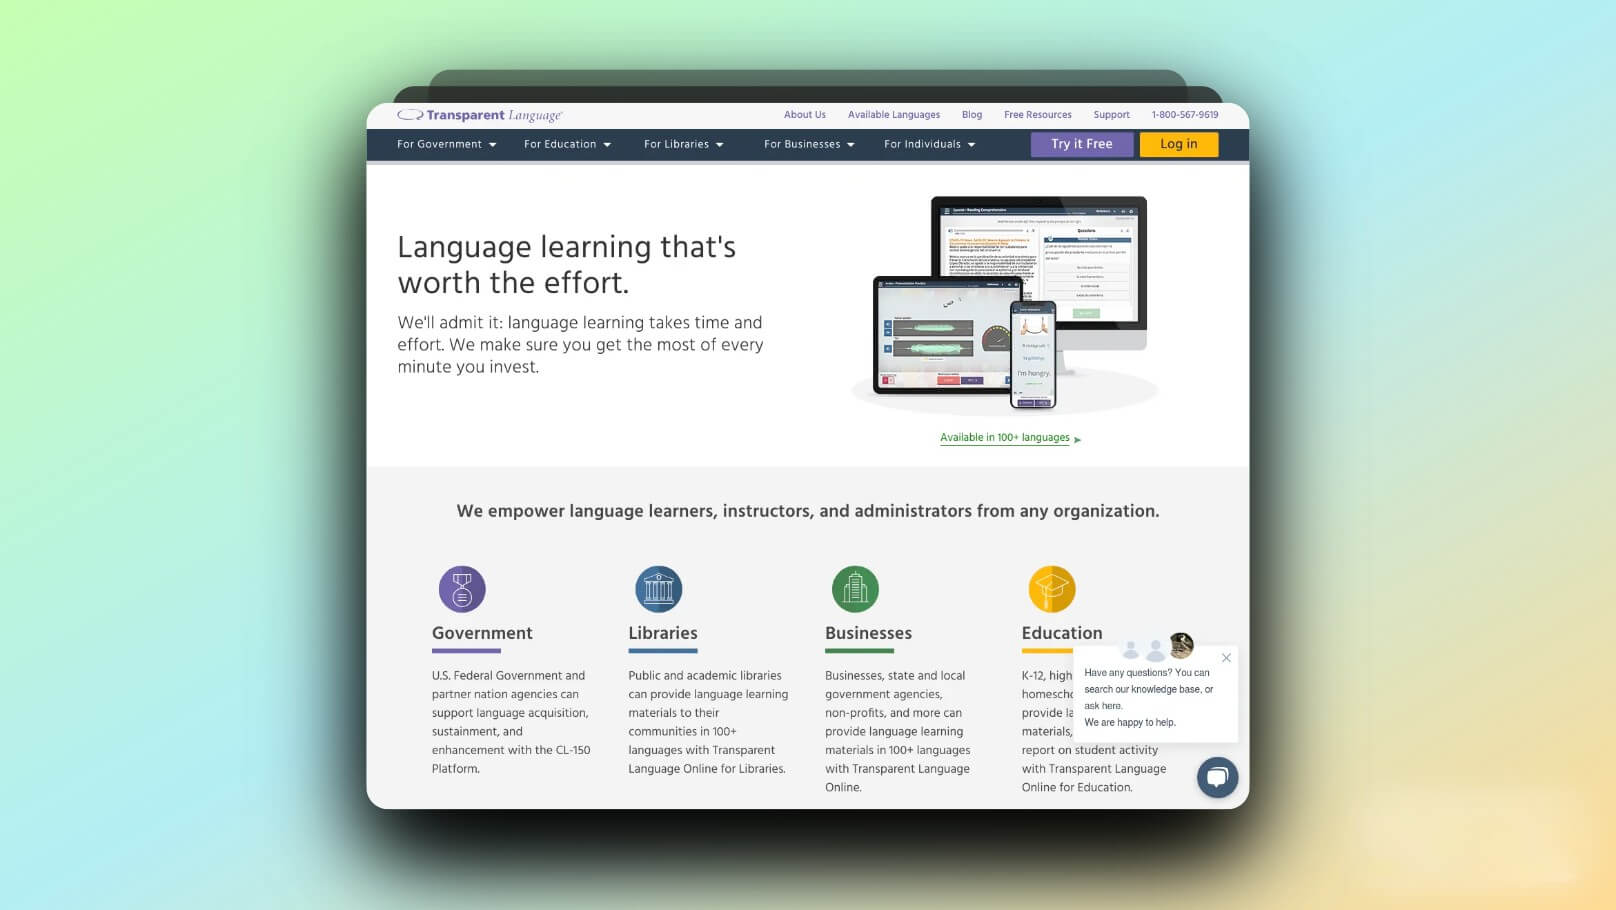 Transparent Language
About Us Available Languages Blog Free Resources Support 1-800-567-9619
For Government For Education For Libraries For Businesses For Individuals Try it Free Log in
Language learning that's
worth the effort.
We'll admit it: language learning takes time and
effort. We make sure you get the most of every
minute you invest.
Questions
I'm hungry.
Available in 100+ languages
We empower language learners, instructors, and administrators from any organization.
Government
U.S. Federal Government and
partner nation agencies can
support language acquisition,
sustainment, and
enhancement with the CL-150
Platform.
Libraries
Public and academic libraries
can provide language learning
materials to their
communities in 100+
languages with Transparent
Language Online for Libraries.
Businesses
Businesses, state and local
government agencies,
non-profits, and more can
provide language learning
materials in 100+ languages
with Transparent Language
Online.
Education
K-12, high
homescho
provide la
materials,
report on student activity
with Transparent Language
Online for Education.
Have any questions? You can
search our knowledge base, or
ask here.
We are happy to help.